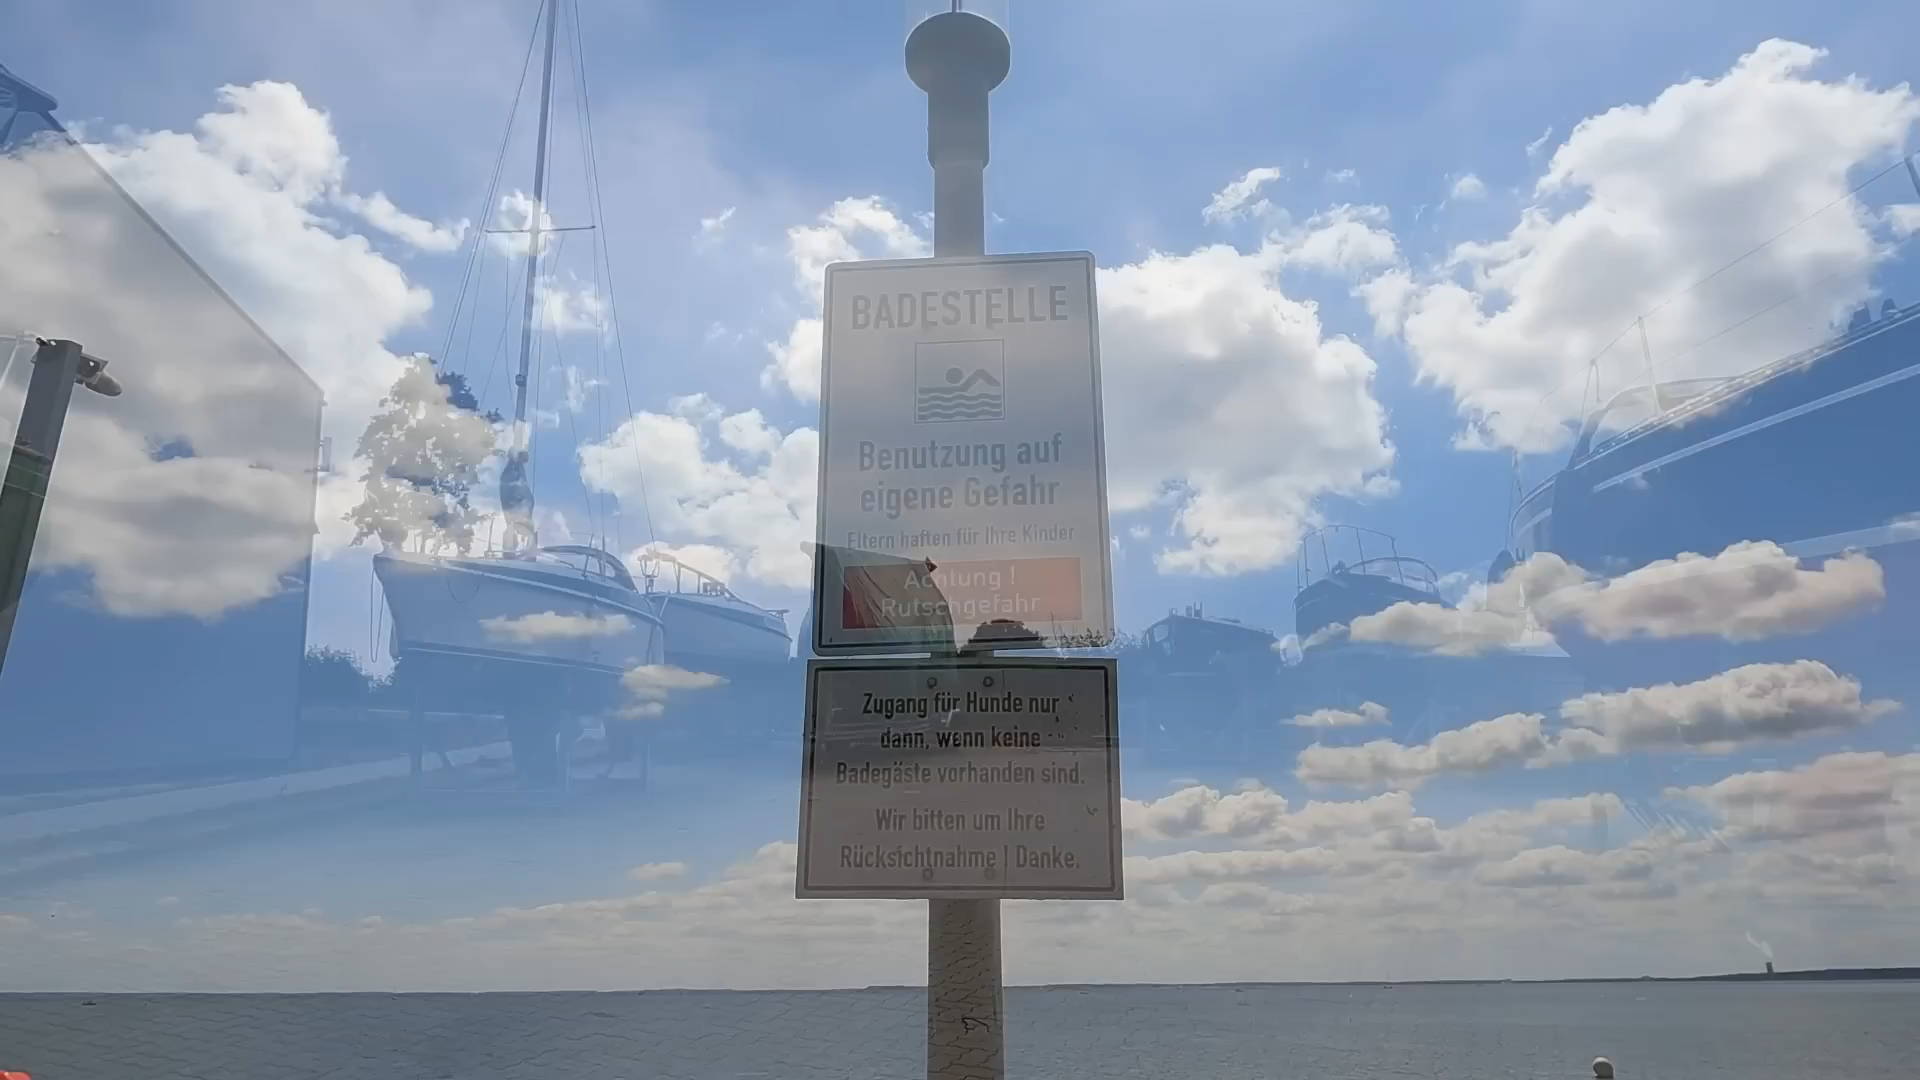 BADESTELLE
Benutzung auf
eigene Gefahr
Eltern haften für Ihre Kinder
Achtung !
Rutschgefahr
Zugang für Hunde nur
dann, wenn keine
Badegäste vorhanden sind.
Wir bitten um Ihre
Rücksichtnahme ! Danke.